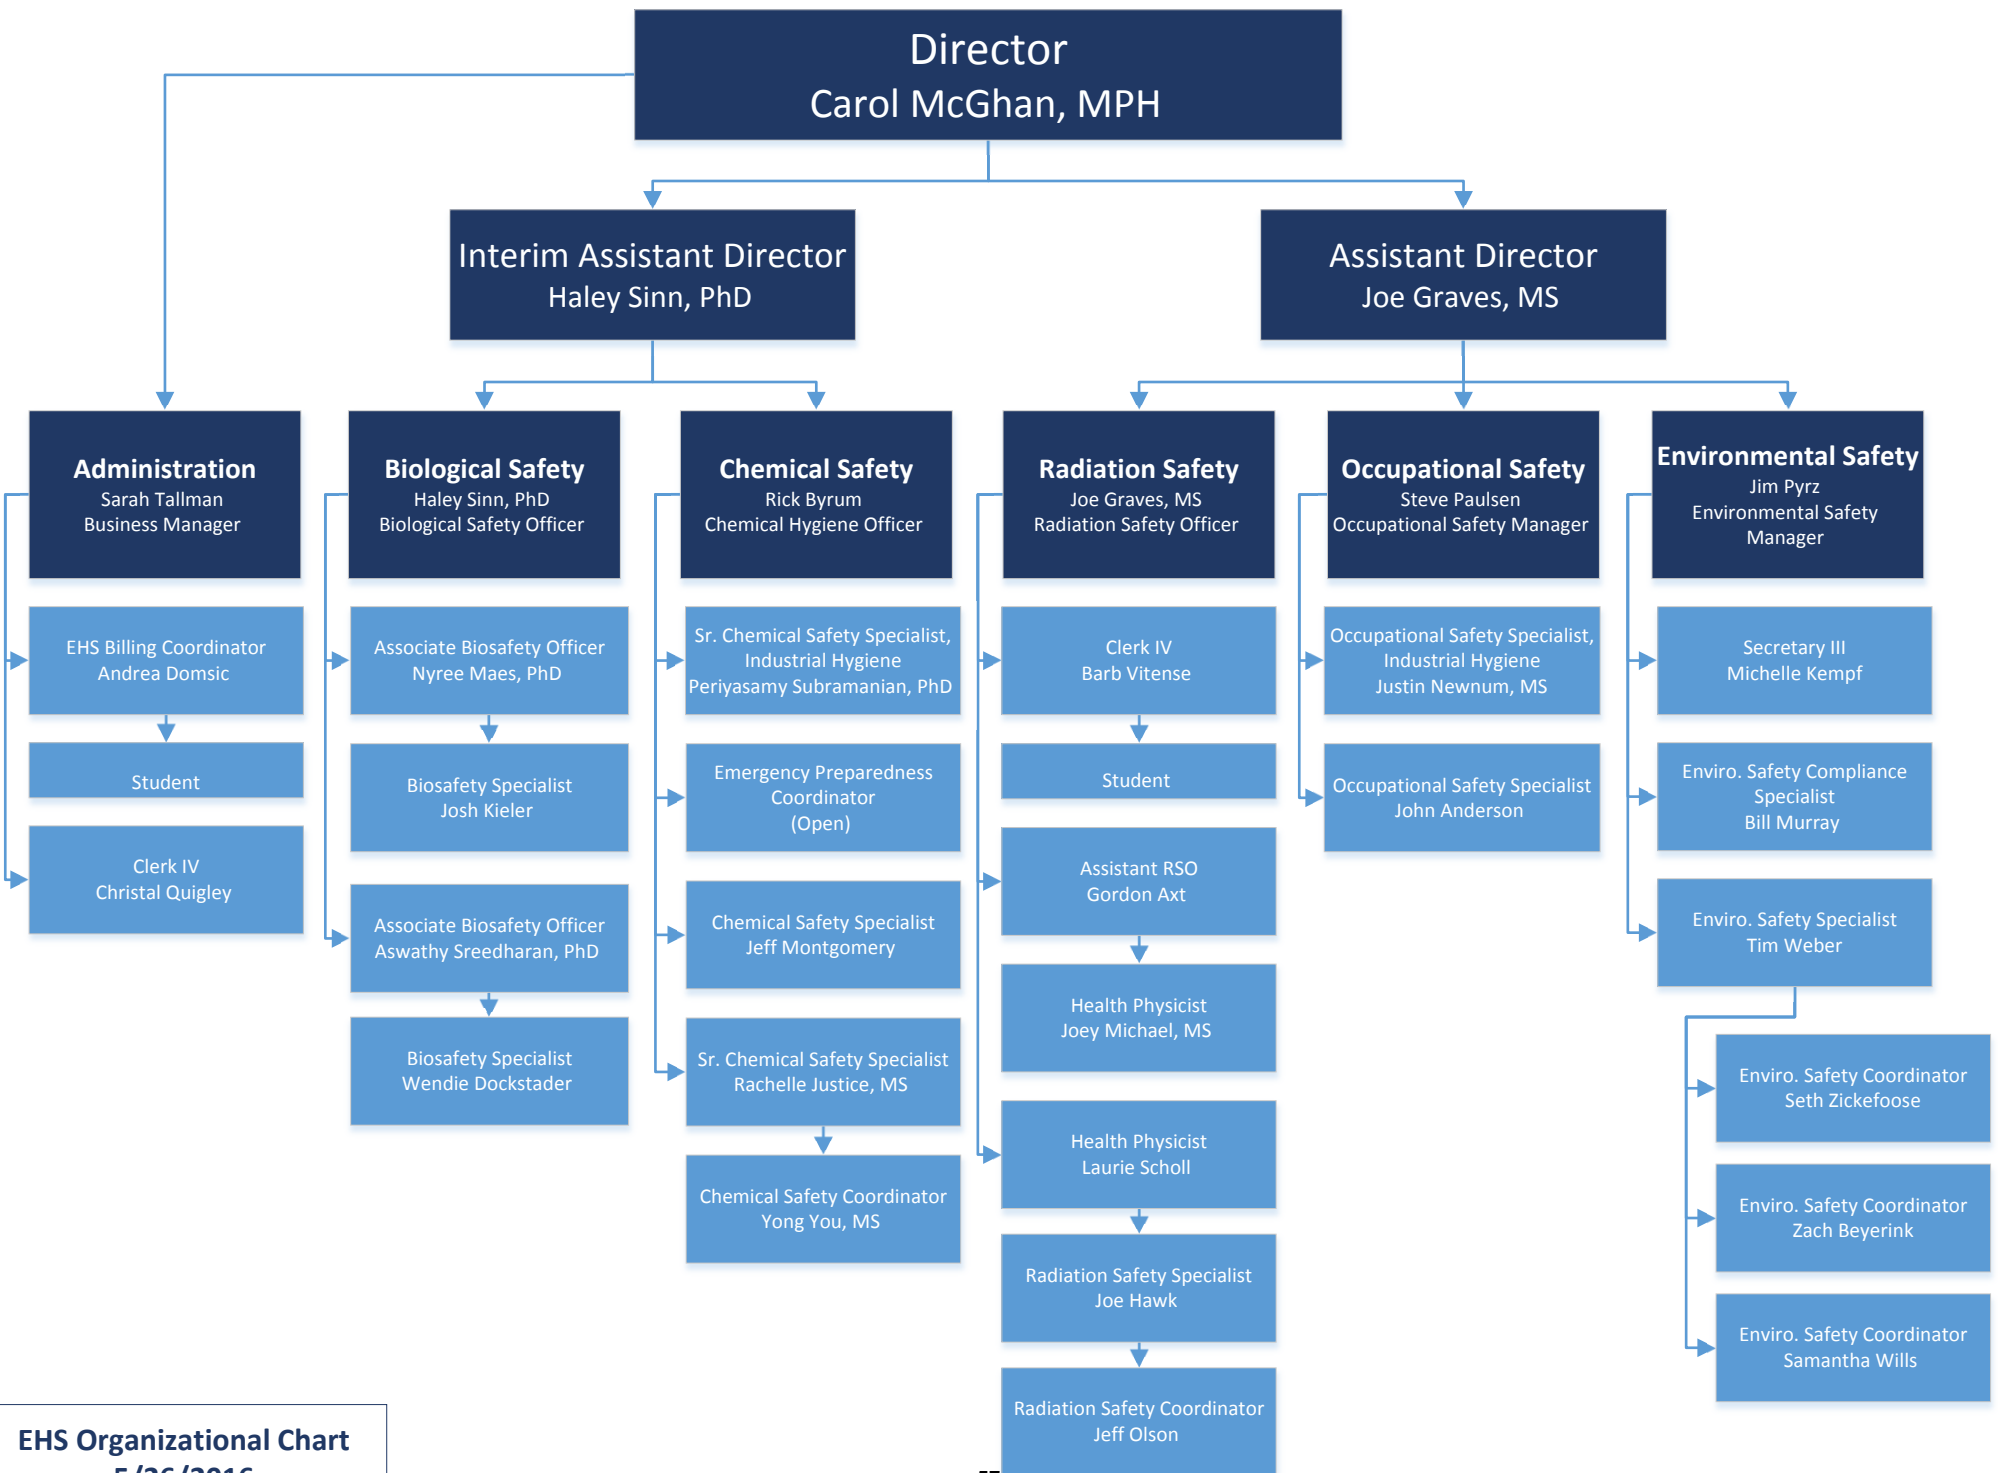 Director
Carol McGhan, MPH
Interim Assistant Director
Haley Sinn, PhD
Assistant Director
Joe Graves, MS
Administration
Sarah Tallman
Business Manager
Biological Safety
Haley Sinn, PhD
Biological Safety Officer
Chemical Safety
Rick Byrum
Chemical Hygiene Officer
Radiation Safety
Joe Graves, MS
Radiation Safety Officer
Occupational Safety
Steve Paulsen
Occupational Safety Manager
Environmental Safety
Jim Pyrz
Environmental Safety
Manager
EHS Billing Coordinator
Andrea Domsic
Student
Clerk IV
Christal Quigley
Associate Biosafety Officer
Nyree Maes, PhD
Biosafety Specialist
Josh Kieler
Associate Biosafety Officer
Aswathy Sreedharan, PhD
Biosafety Specialist
Wendie Dockstader
Sr. Chemical Safety Specialist,
Industrial Hygiene
Periyasamy Subramanian, PhD
Emergency Preparedness
Coordinator
(Open)
Chemical Safety Specialist
Jeff Montgomery
Sr. Chemical Safety Specialist
Rachelle Justice, MS
Chemical Safety Coordinator
Yong You, MS
Clerk IV
Barb Vitense
Student
Assistant RSO
Gordon Axt
Health Physicist
Joey Michael, MS
Health Physicist
Laurie Scholl
Radiation Safety Specialist
Joe Hawk
Radiation Safety Coordinator
Jeff Olson
Occupational Safety Specialist,
Industrial Hygiene
Justin Newnum, MS
Occupational Safety Specialist
John Anderson
Secretary III
Michelle Kempf
Enviro. Safety Compliance
Specialist
Bill Murray
Enviro. Safety Specialist
Tim Weber
Enviro. Safety Coordinator
Seth Zickefoose
Enviro. Safety Coordinator
Zach Beyerink
Enviro. Safety Coordinator
Samantha Wills
EHS Organizational Chart
5/26/2016